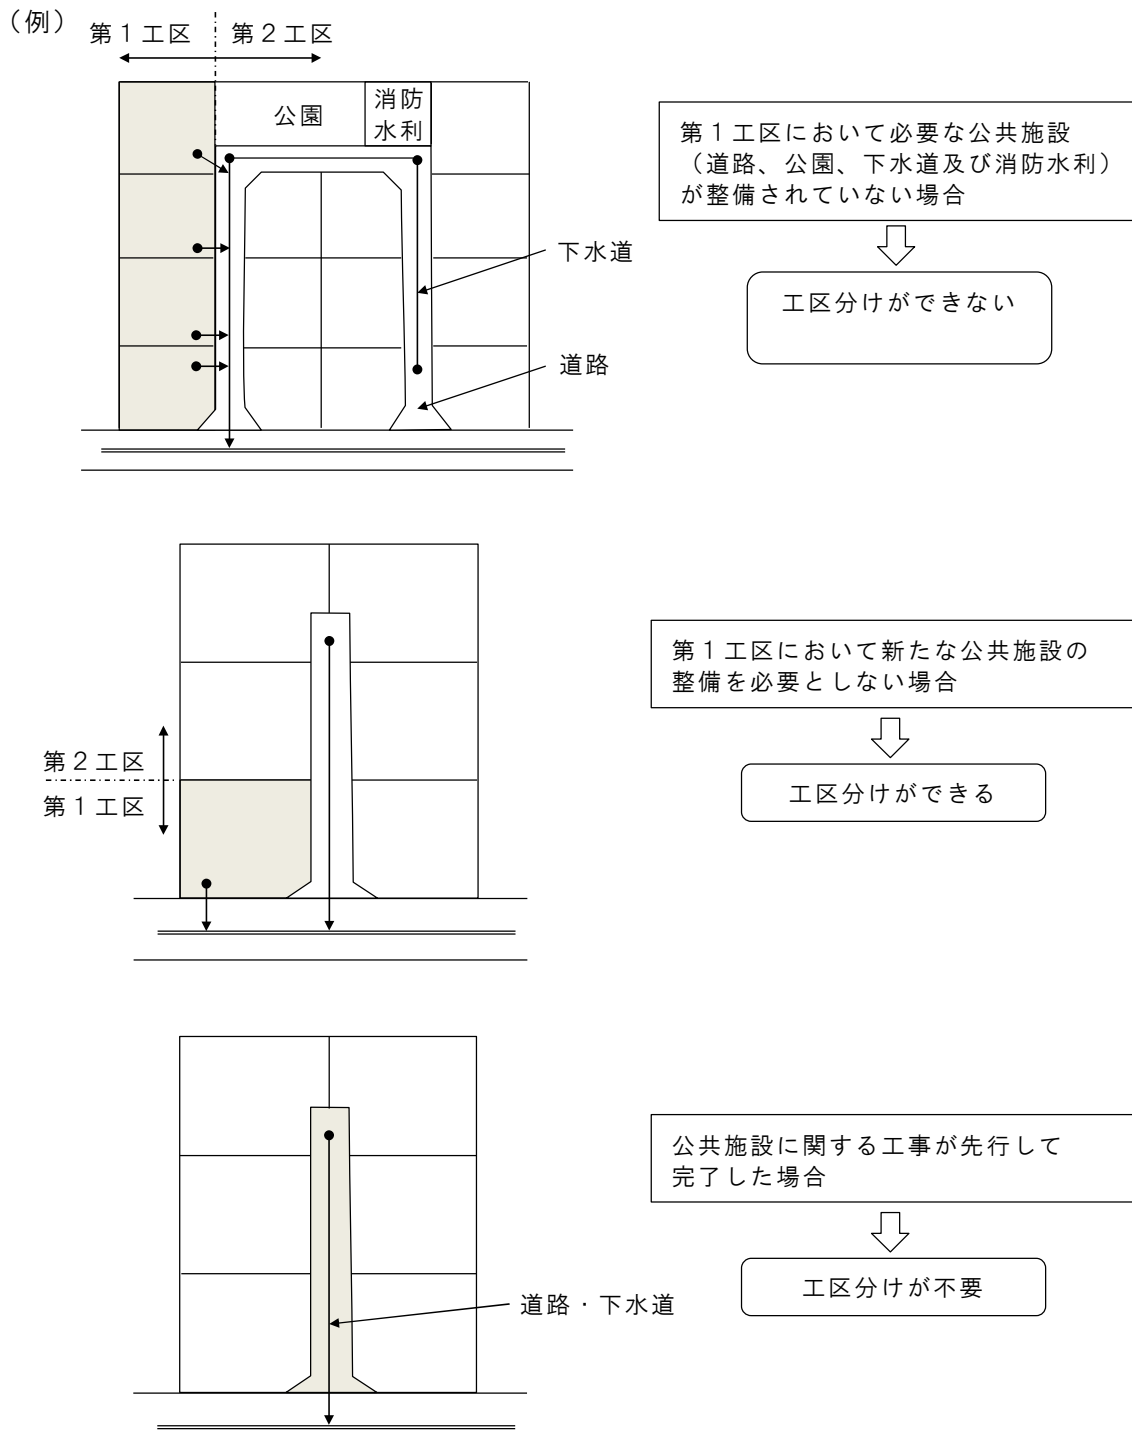 （例）
第１工区
第２工区
公園
消防
水利
下水道
道路
第１工区において必要な公共施設
（道路、公園、下水道及び消防水利）
が整備されていない場合
工区分けができない
第２工区
第１工区
第１工区において新たな公共施設の
整備を必要としない場合
工区分けができる
道路・下水道
公共施設に関する工事が先行して
完了した場合
工区分けが不要